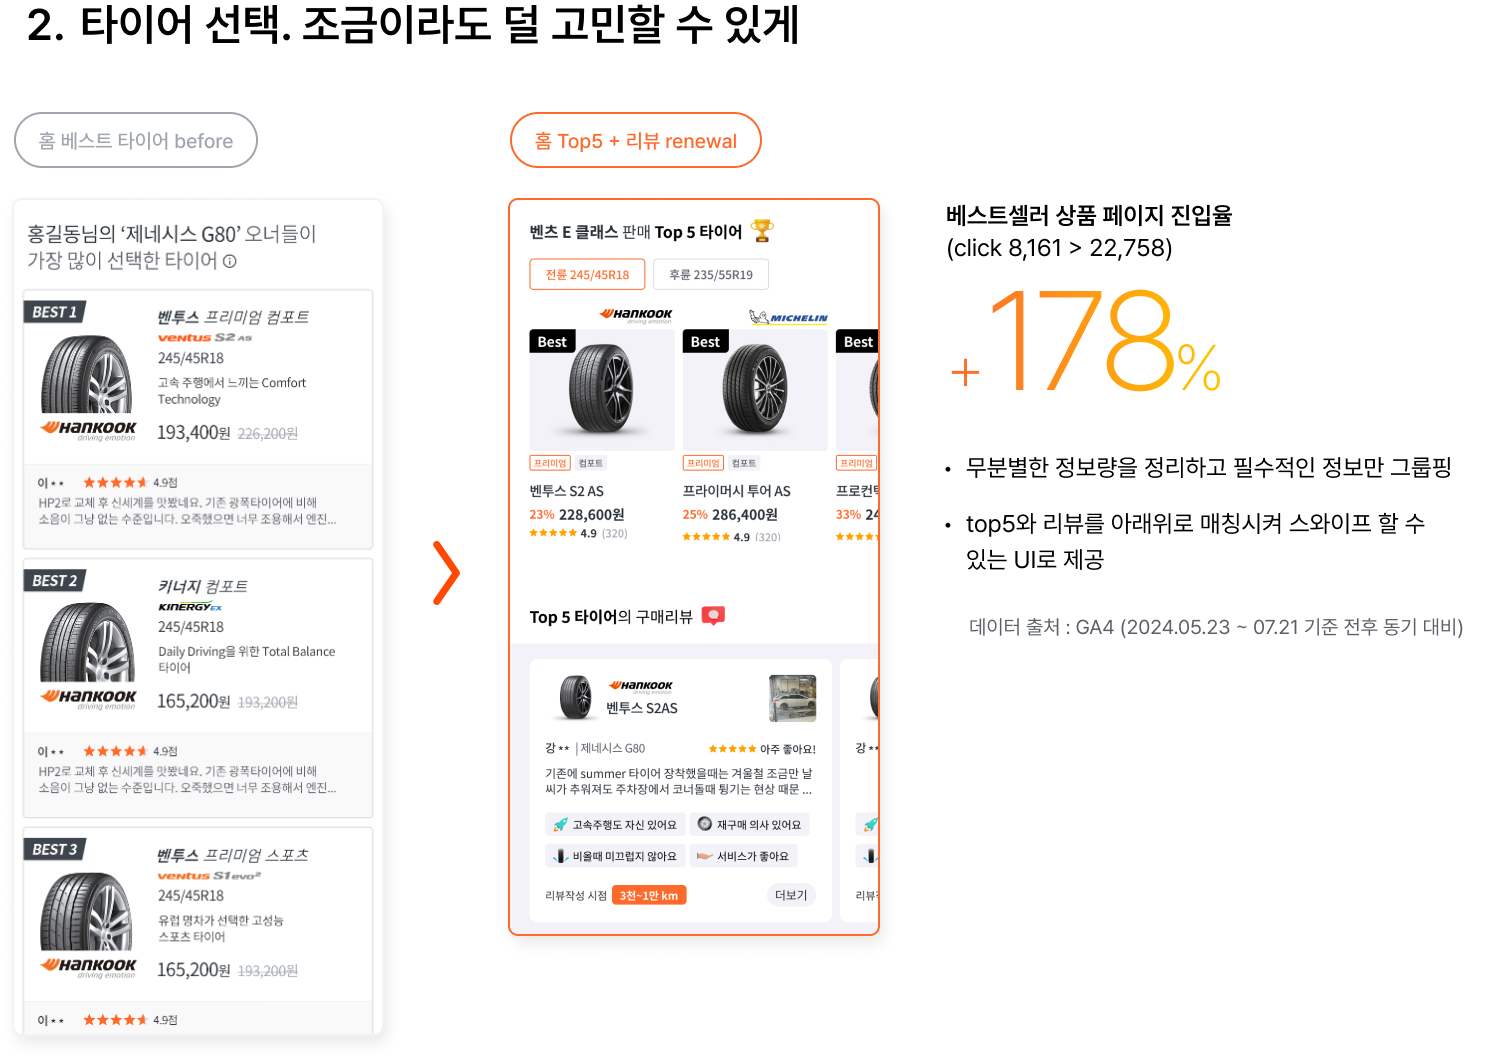 2. 타이어 선택. 조금이라도 덜 고민할 수 있게
홈 베스트 타이어 before
홍길동님의 ‘제네시스 G80’ 오너들이
가장 많이 선택한 타이어
BEST 1
벤투스 프리미엄 컴포트
ventus S2 AS
245/45R18
고속 주행에서 느끼는 Comfort
Technology
HANKOOK
driving emotion
193,400원 226,200원
이 * * 4.9점
HP2로 교체 후 신세계를 맛봤네요. 기존 광폭타이어에 비해
소음이 그냥 없는 수준입니다. 오죽했으면 너무 조용해서 엔진...
BEST 2
키너지 컴포트
KINERGY EX
245/45R18
Daily Driving을 위한 Total Balance
타이어
HANKOOK
driving emotion
165,200원 193,200원
이 * * 4.9점
HP2로 교체 후 신세계를 맛봤네요. 기존 광폭타이어에 비해
소음이 그냥 없는 수준입니다. 오죽했으면 너무 조용해서 엔진...
BEST 3
벤투스 프리미엄 스포츠
ventus S1 evo²
245/45R18
유럽 명차가 선택한 고성능
스포츠 타이어
HANKOOK
driving emotion
165,200원 193,200원
이 * * 4.9점
홈 Top5 + 리뷰 renewal
벤츠 E 클래스 판매 Top 5 타이어
전륜 245/45R18 후륜 235/55R19
HANKOOK
driving emotion
MICHELIN
Best Best Best
프리미엄 컴포트 프리미엄 컴포트 프리미엄
벤투스 S2 AS 프라이머시 투어 AS 프로컨택
23% 228,600원 25% 286,400원 33% 24
4.9 (320) 4.9 (320)
Top 5 타이어의 구매리뷰
HANKOOK
driving emotion
벤투스 S2AS
강 ** | 제네시스 G80 아주 좋아요! 강 **
기존에 summer 타이어 장착했을때는 겨울철 조금만 날
씨가 추워져도 주차장에서 코너돌때 튕기는 현상 때문 ...
고속주행도 자신 있어요 재구매 의사 있어요
비올때 미끄럽지 않아요 서비스가 좋아요
리뷰작성 시점 3천~1만 km 더보기 리뷰
베스트셀러 상품 페이지 진입율
(click 8,161 > 22,758)
+178%
• 무분별한 정보량을 정리하고 필수적인 정보만 그룹핑
• top5와 리뷰를 아래위로 매칭시켜 스와이프 할 수
있는 UI로 제공
데이터 출처 : GA4 (2024.05.23 ~ 07.21 기준 전후 동기 대비)